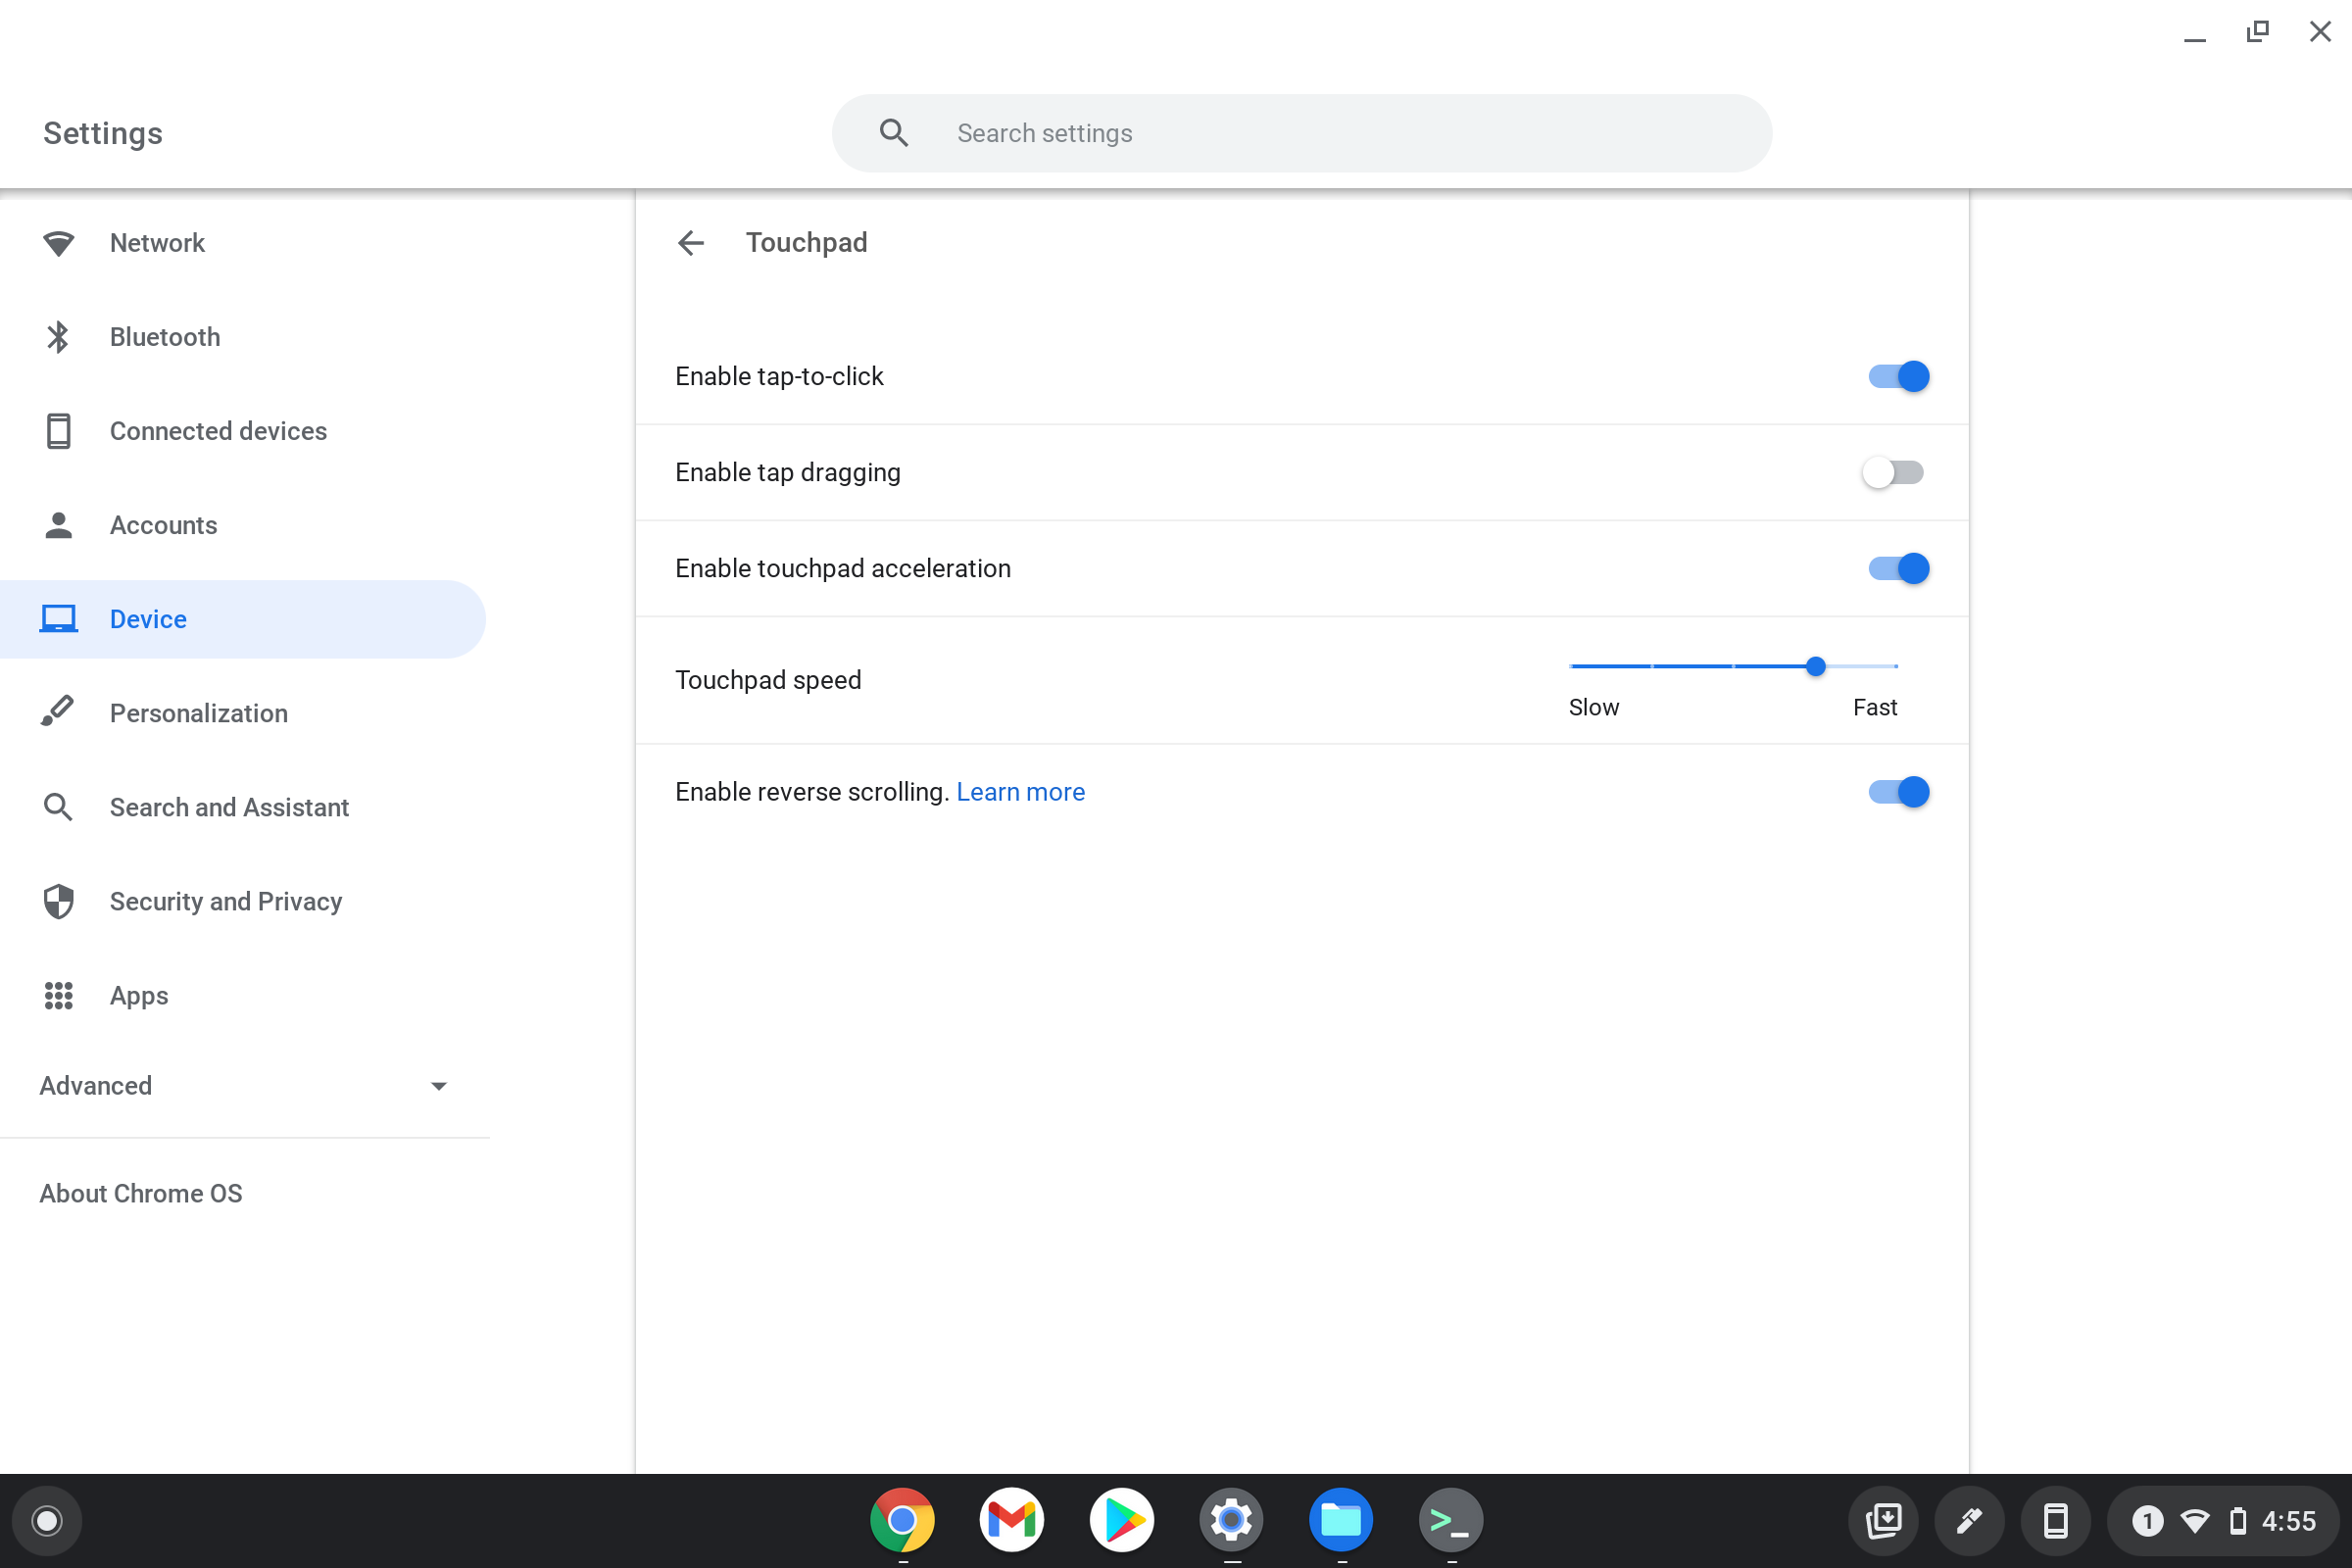 Settings
Search settings
Network
Bluetooth
Connected devices
Accounts
Device
Personalization
Search and Assistant
Security and Privacy
Apps
Advanced
About Chrome OS
Touchpad
Enable tap-to-click
Enable tap dragging
Enable touchpad acceleration
Touchpad speed
Slow Fast
Enable reverse scrolling. Learn more
>_
1 4:55